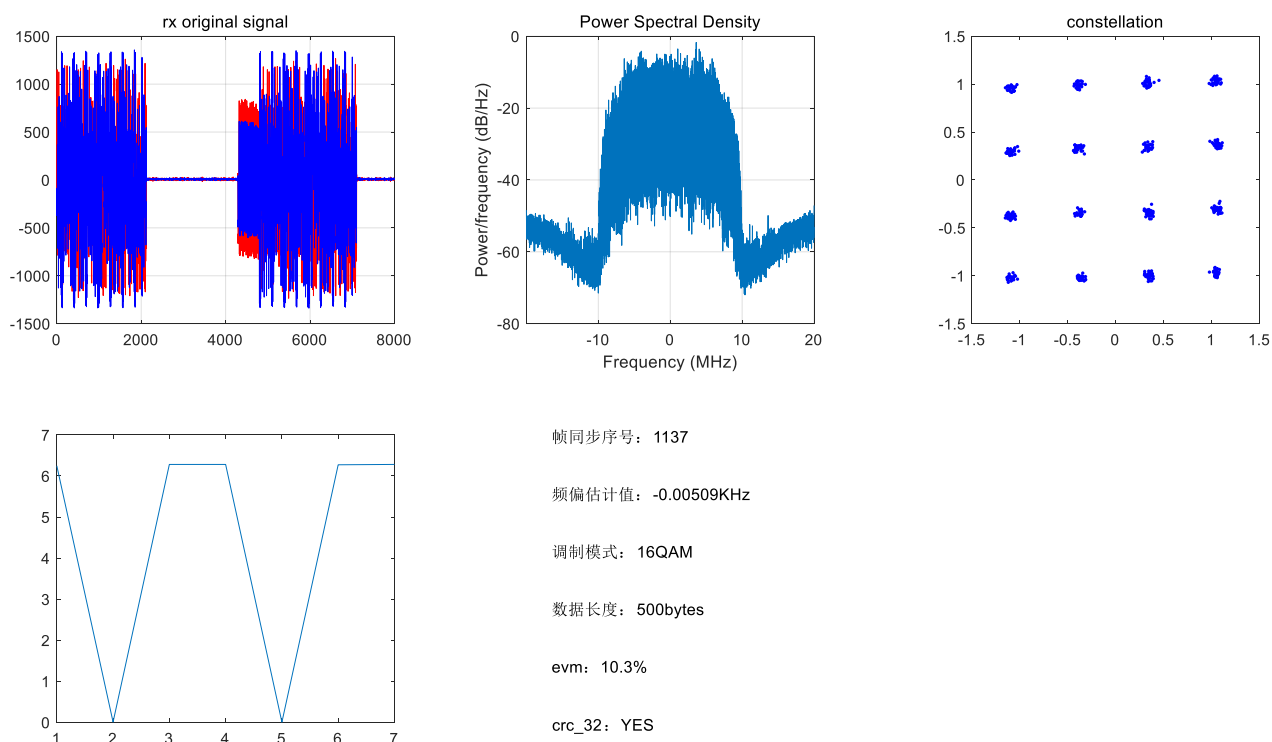 rx original signal
1500
1000
500
0
-500
-1000
-1500
0 2000 4000 6000 8000
Power Spectral Density
Power/frequency (dB/Hz)
0
-20
-40
-60
-80
-10 0 10 20
Frequency (MHz)
constellation
1.5
1
0.5
0
-0.5
-1
-1.5
-1.5 -1 -0.5 0 0.5 1 1.5
7
6
5
4
3
2
1
0
1 2 3 4 5 6 7
帧同步序号：1137
频偏估计值：-0.00509KHz
调制模式：16QAM
数据长度：500bytes
evm：10.3%
crc_32：YES